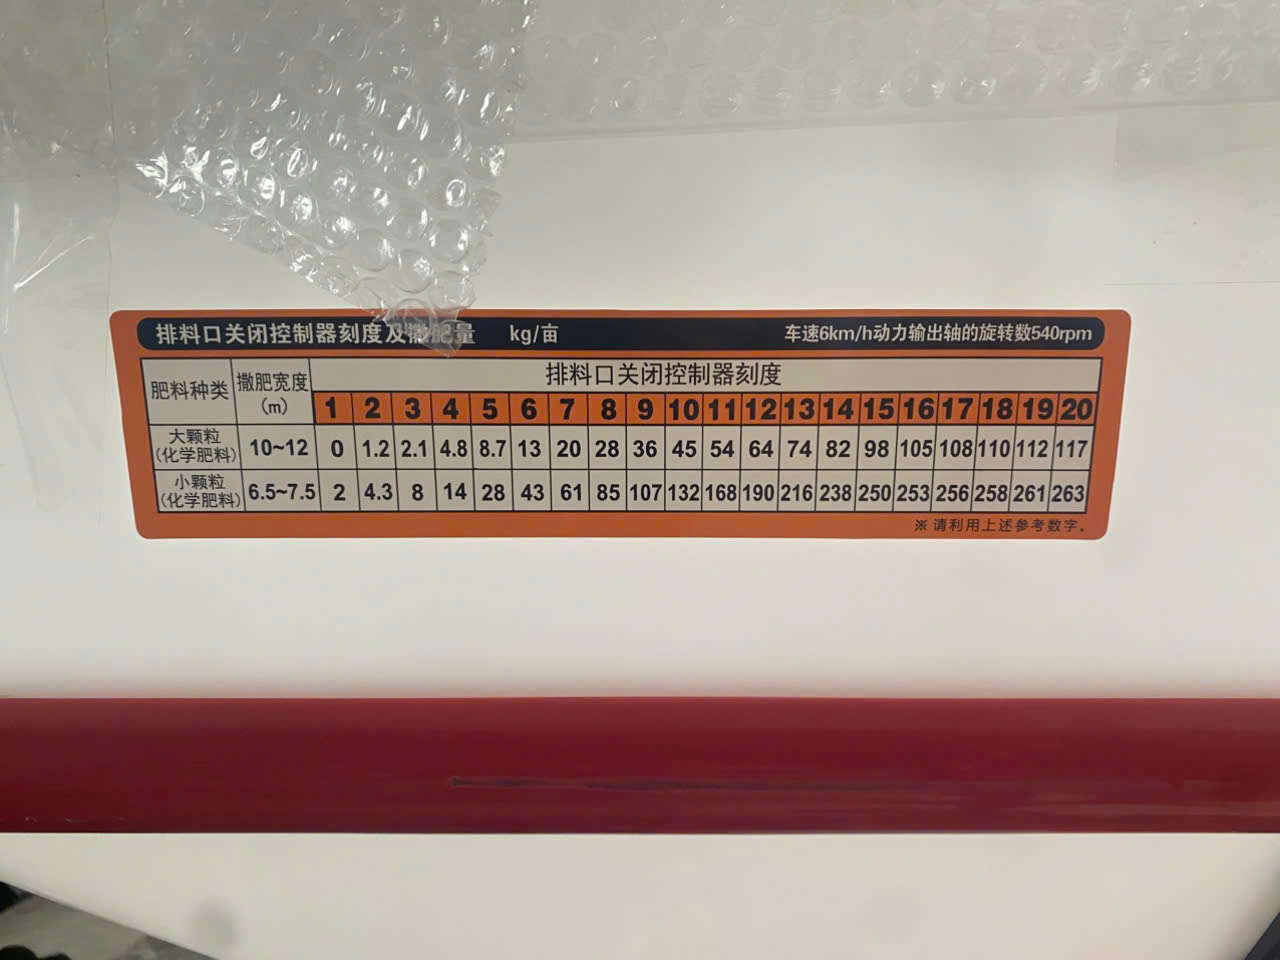 排料口关闭控制器刻度及撒肥量 kg/亩 车速6km/h动力输出轴的旋转数540rpm
肥料种类 撒肥宽度（m） 排料口关闭控制器刻度
1 2 3 4 5 6 7 8 9 10 11 12 13 14 15 16 17 18 19 20
大颗粒（化学肥料） 10~12 0 1.2 2.1 4.8 8.7 13 20 28 36 45 54 64 74 82 98 105 108 110 112 117
小颗粒（化学肥料） 6.5~7.5 2 4.3 8 14 28 43 61 85 107 132 168 190 216 238 250 253 256 258 261 263
※请利用上述参考数字。